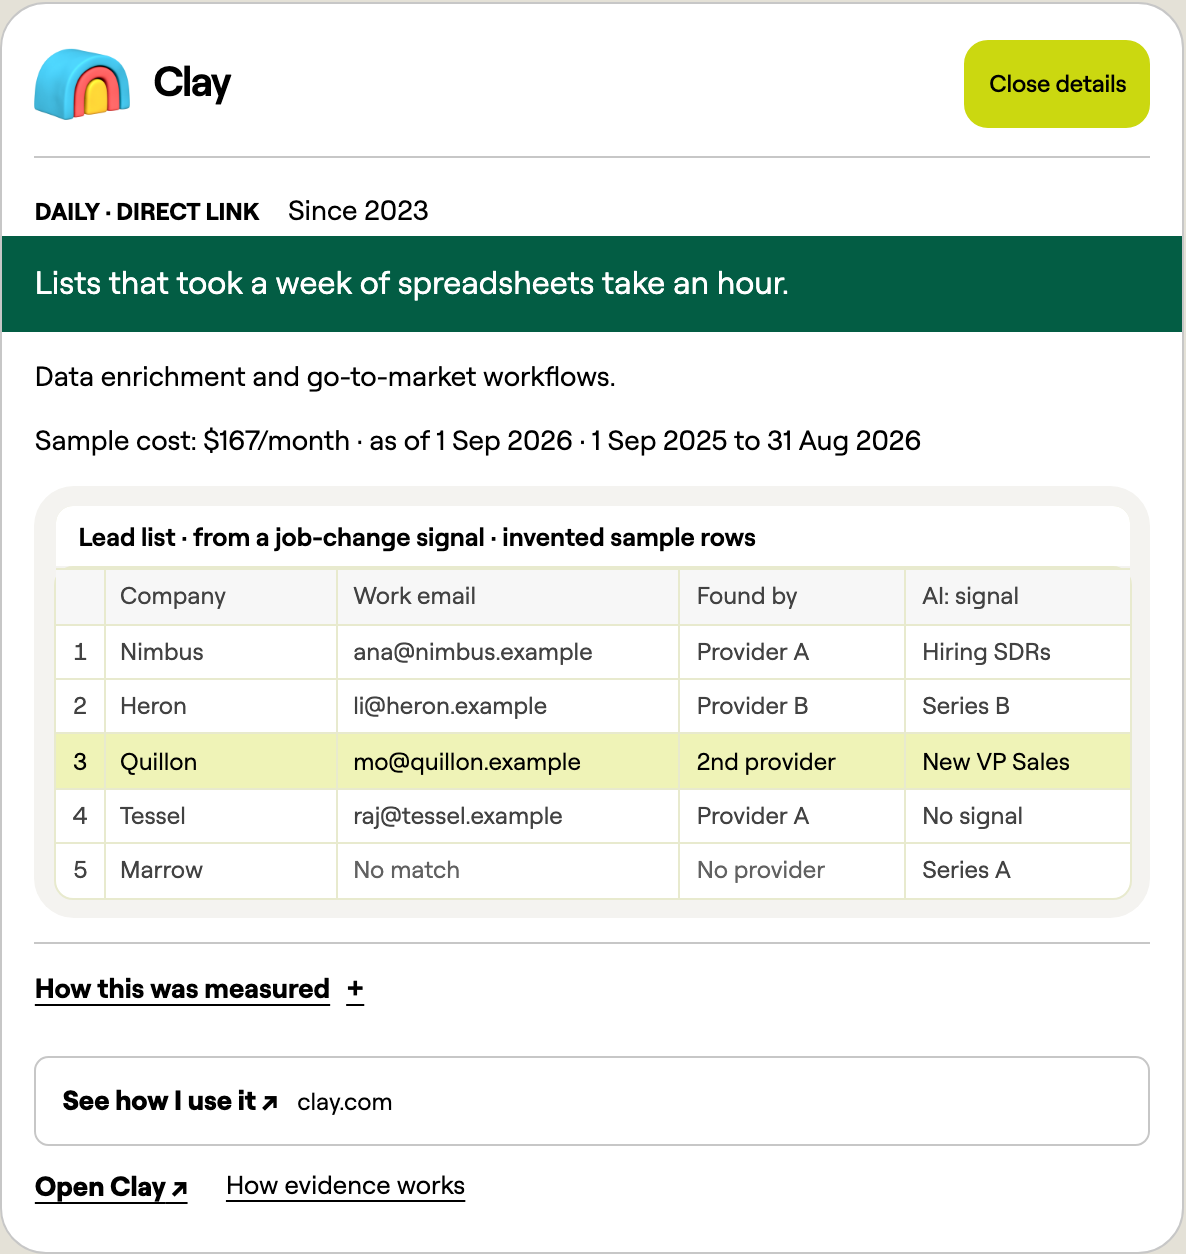 Clay
Close details
DAILY · DIRECT LINK Since 2023
Lists that took a week of spreadsheets take an hour.
Data enrichment and go-to-market workflows.
Sample cost: $167/month · as of 1 Sep 2026 · 1 Sep 2025 to 31 Aug 2026
Lead list · from a job-change signal · invented sample rows
Company Work email Found by AI: signal
1 Nimbus ana@nimbus.example Provider A Hiring SDRs
2 Heron li@heron.example Provider B Series B
3 Quillon mo@quillon.example 2nd provider New VP Sales
4 Tessel raj@tessel.example Provider A No signal
5 Marrow No match No provider Series A
How this was measured +
See how I use it ↗ clay.com
Open Clay ↗ How evidence works